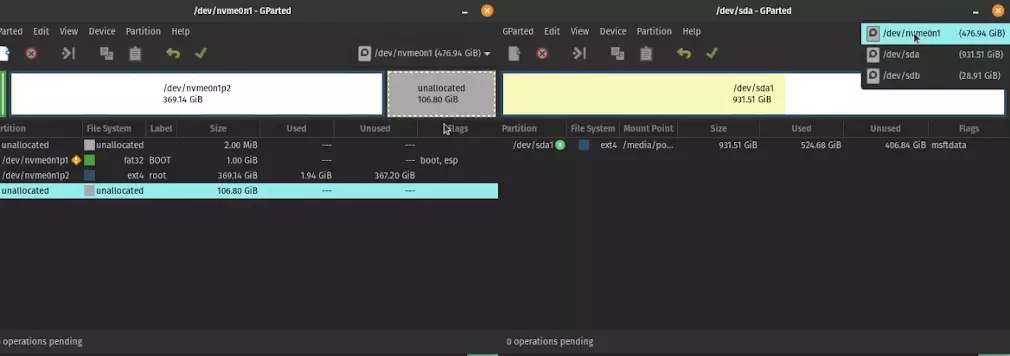 /dev/nvme0n1 - GParted
Parted Edit View Device Partition Help
/dev/nvme0n1 (476.94 GiB)
/dev/nvme0n1p2
369.14 GiB
unallocated
106.80 GiB
rtition File System Label Size Used Unused Flags
unallocated unallocated 2.00 MiB --- ---
/dev/nvme0n1p1 fat32 BOOT 1.00 GiB --- --- boot, esp
/dev/nvme0n1p2 ext4 root 369.14 GiB 1.94 GiB 367.20 GiB
unallocated unallocated 106.80 GiB --- ---
operations pending
/dev/sda - GParted
GParted Edit View Device Partition Help
/dev/nvme0n1 (476.94 GiB)
/dev/sda (931.51 GiB)
/dev/sdb (28.91 GiB)
/dev/sda1
931.51 GiB
Partition File System Mount Point Size Used Unused Flags
/dev/sda1 ext4 /media/po... 931.51 GiB 524.68 GiB 406.84 GiB msftdata
0 operations pending